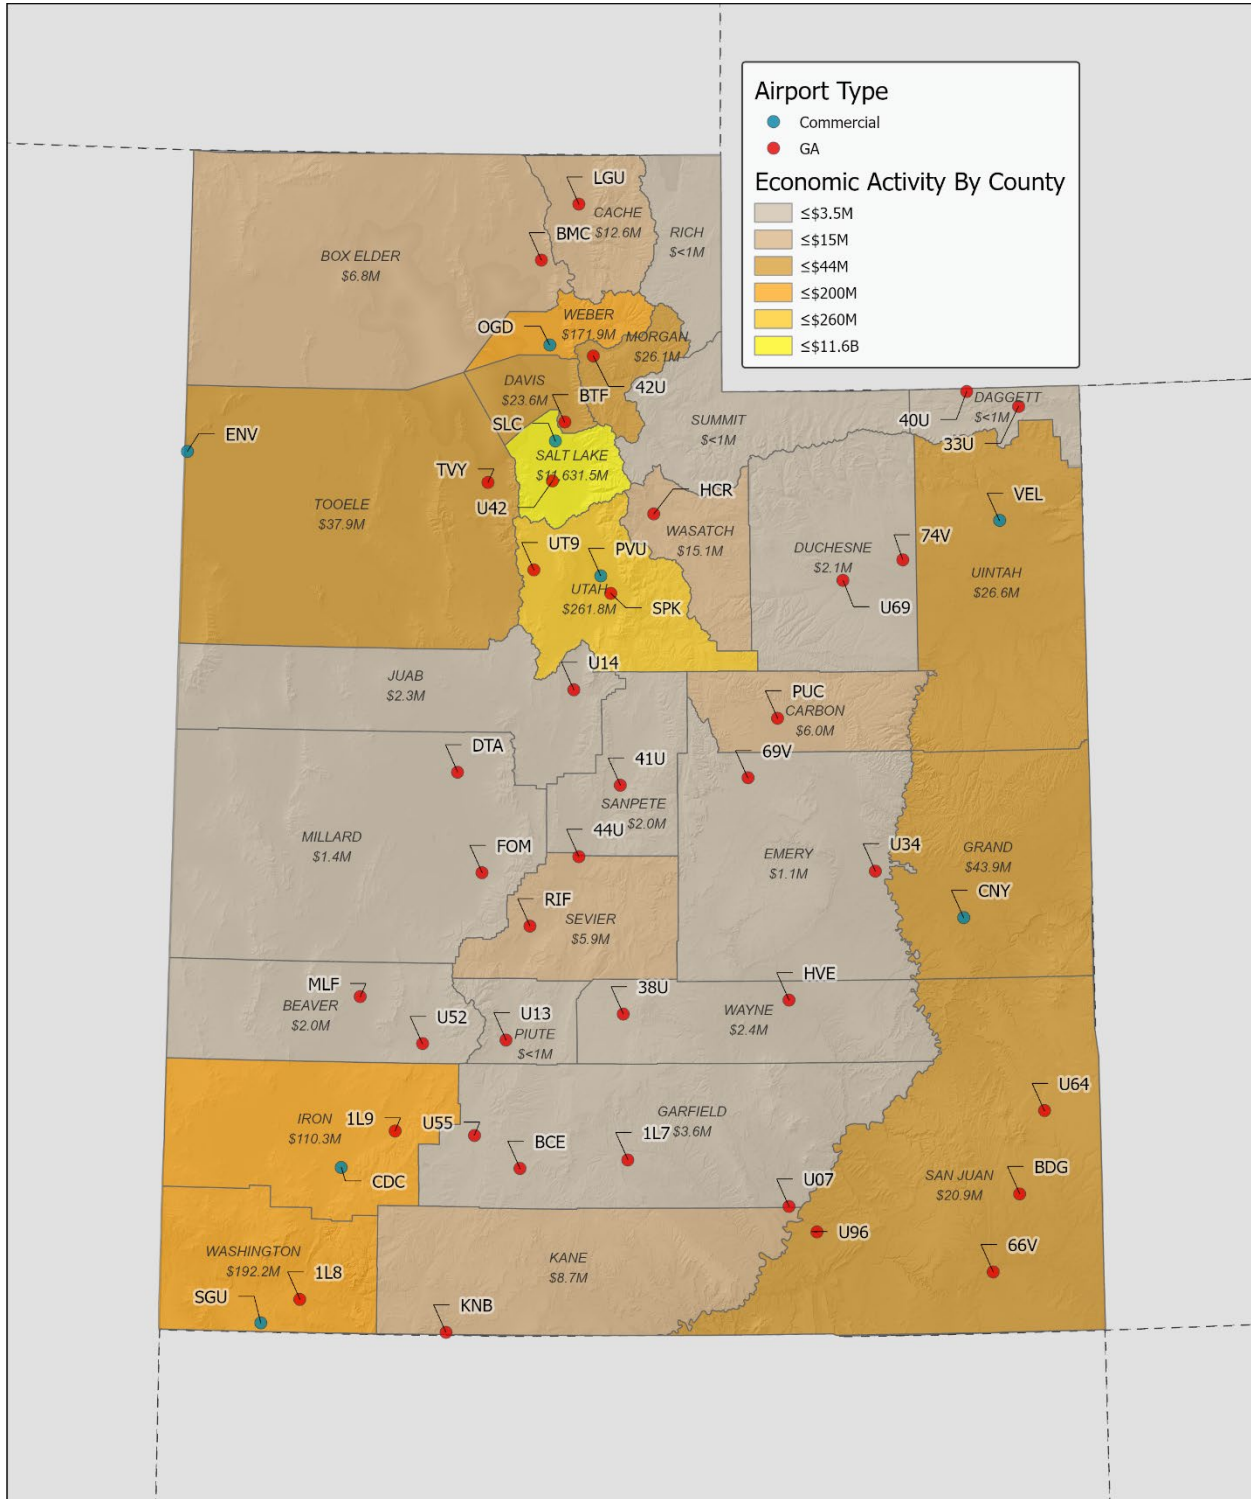 Airport Type
Commercial
GA
Economic Activity By County
≤$3.5M
≤$15M
≤$44M
≤$200M
≤$260M
≤$11.6B
LGU
CACHE
$12.6M
BMC
RICH
$<1M
BOX ELDER
$6.8M
WEBER
$171.9M
OGD
MORGAN
$26.1M
42U
DAVIS
$23.6M
BTF
SLC
SALT LAKE
$11,631.5M
U42
SUMMIT
$<1M
DAGGETT
$<1M
40U
33U
ENV
TVY
TOOELE
$37.9M
HCR
WASATCH
$15.1M
VEL
74V
DUCHESNE
$2.1M
U69
UINTAH
$26.6M
UT9
PVU
UTAH
$261.8M
SPK
U14
JUAB
$2.3M
PUC
CARBON
$6.0M
DTA
41U
69V
SANPETE
$2.0M
44U
MILLARD
$1.4M
FOM
EMERY
$1.1M
U34
GRAND
$43.9M
CNY
RIF
SEVIER
$5.9M
MLF
BEAVER
$2.0M
U52
U13
PIUTE
$<1M
38U
HVE
WAYNE
$2.4M
IRON
$110.3M
1L9
CDC
U55
BCE
1L7
GARFIELD
$3.6M
U07
U64
SAN JUAN
$20.9M
BDG
U96
66V
WASHINGTON
$192.2M
1L8
SGU
KANE
$8.7M
KNB